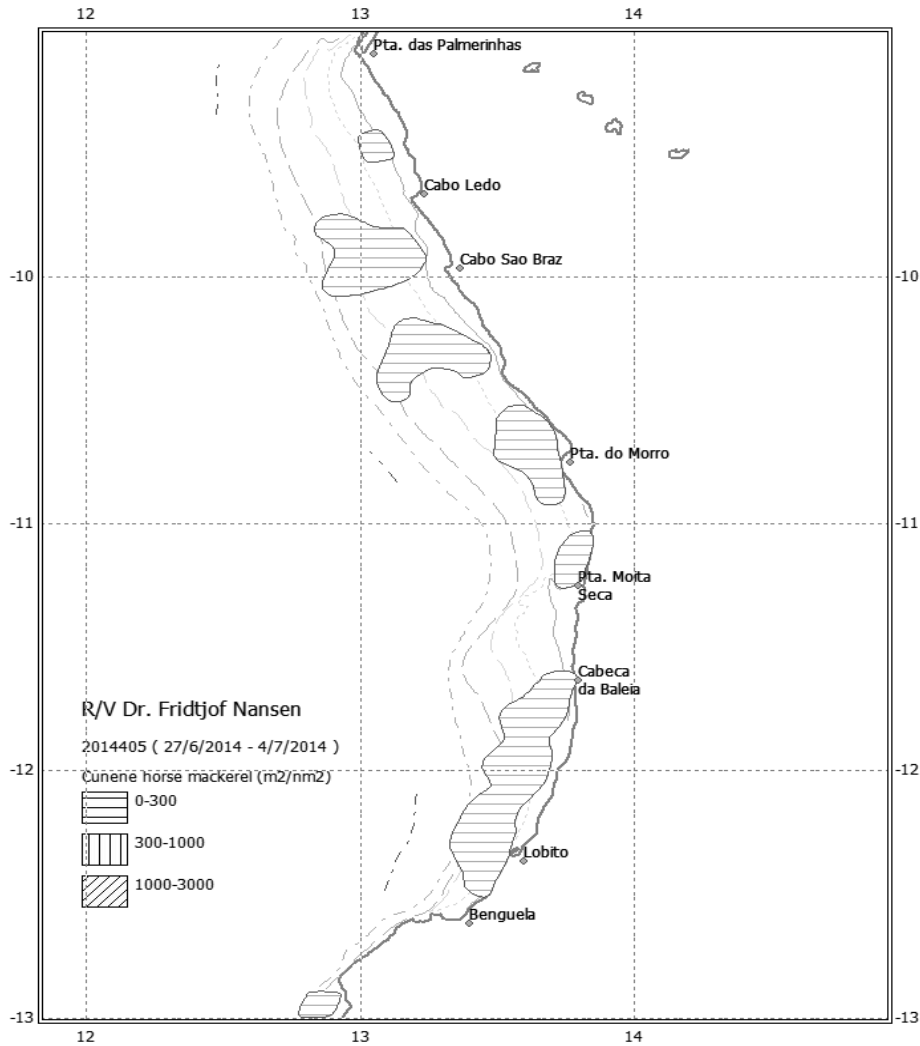 12 13 14
Pta. das Palmerinhas
Cabo Ledo
Cabo Sao Braz
-10 -10
Pta. do Morro
-11 -11
Pta. Moita
Seca
Cabeca
da Baleia
R/V Dr. Fridtjof Nansen
2014405 ( 27/6/2014 - 4/7/2014 )
-12 -12
Cunene horse mackerel (m2/nm2)
0-300
300-1000
Lobito
1000-3000
Benguela
-13 -13
12 13 14